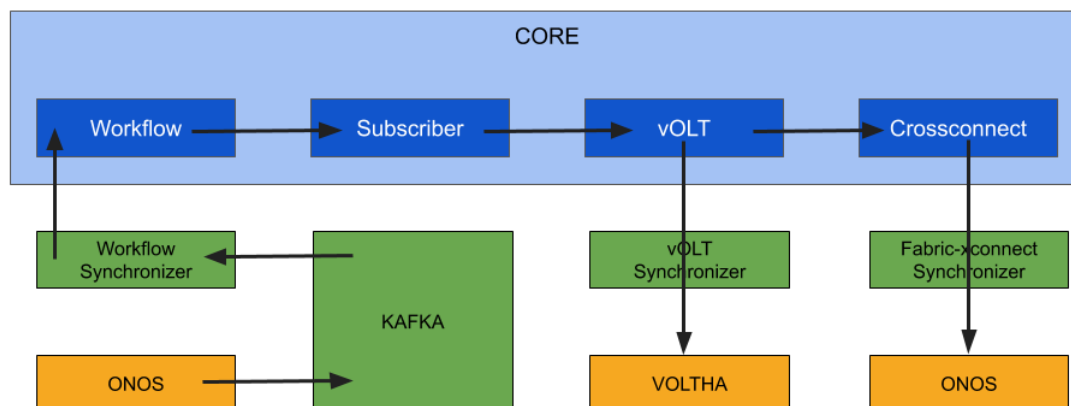 CORE
Workflow
Subscriber
vOLT
Crossconnect
Workflow
Synchronizer
KAFKA
vOLT
Synchronizer
Fabric-xconnect
Synchronizer
ONOS
VOLTHA
ONOS